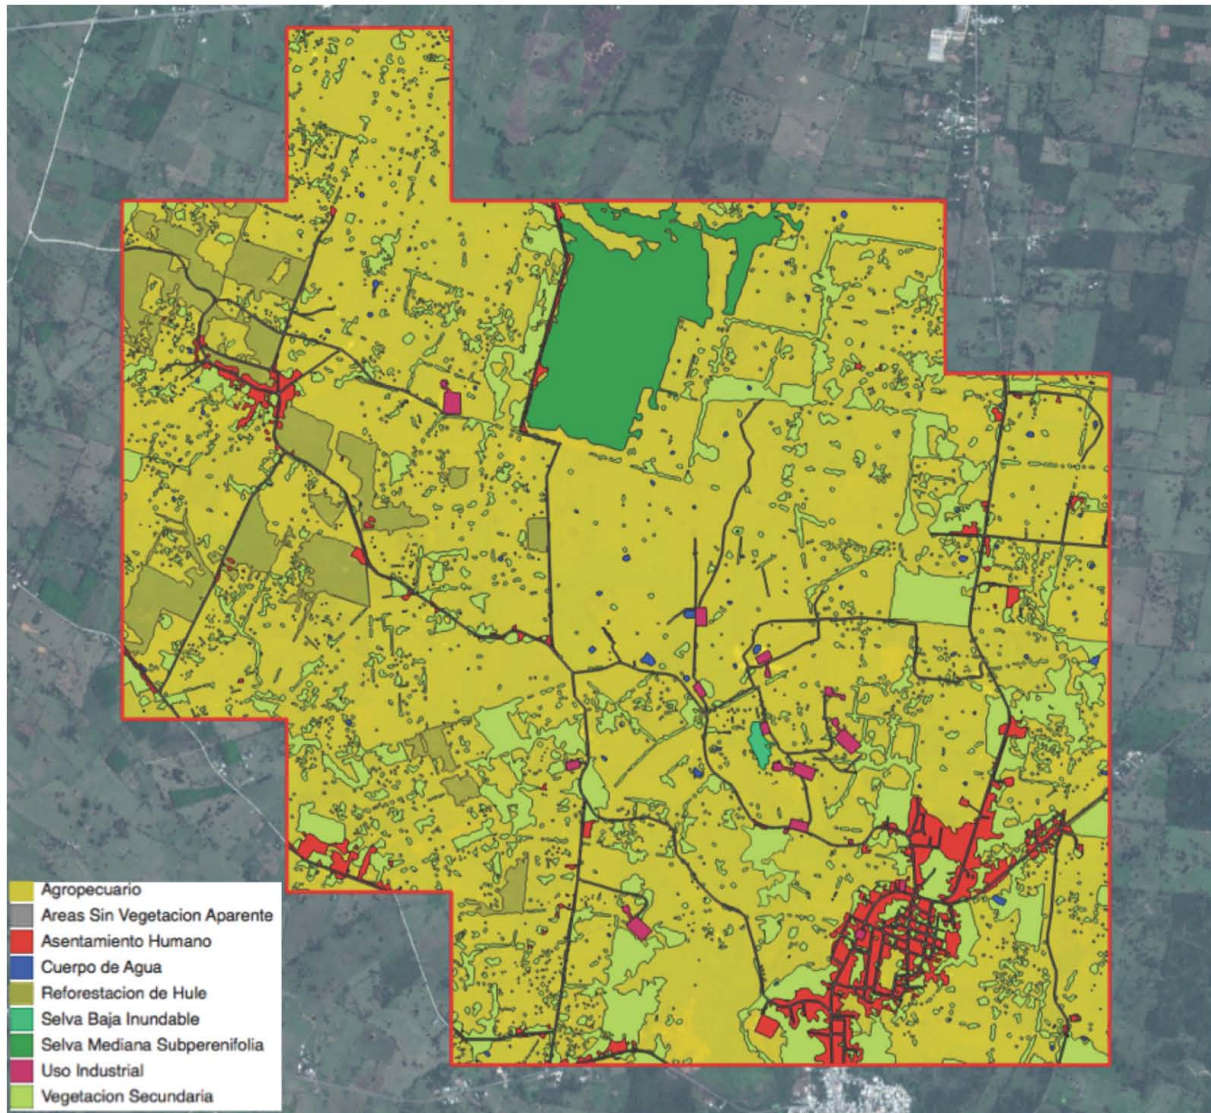 Agropecuario
Areas Sin Vegetacion Aparente
Asentamiento Humano
Cuerpo de Agua
Reforestacion de Hule
Selva Baja Inundable
Selva Mediana Subperenifolia
Uso Industrial
Vegetacion Secundaria